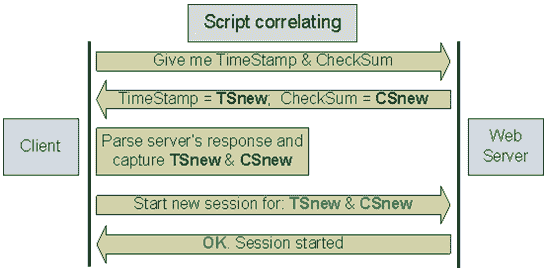 Script correlating
Give me TimeStamp & CheckSum
TimeStamp = TSnew; CheckSum = CSnew
Client
Parse server's response and
capture TSnew & CSnew
Web
Server
Start new session for: TSnew & CSnew
OK. Session started